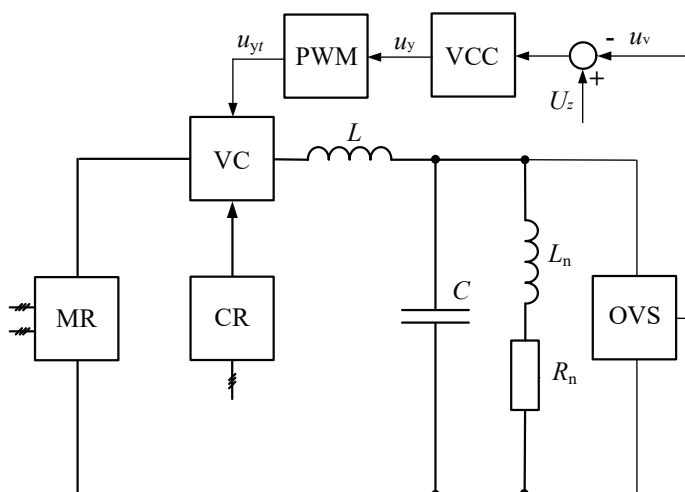 u_yt
PWM
u_y
VCC
-
u_v
+
U_z
VC
L
L_n
C
MR
CR
OVS
R_n